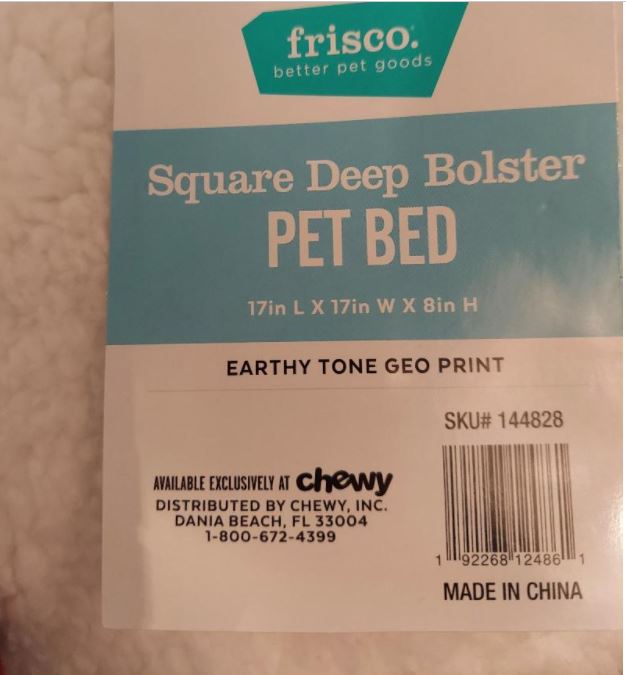 frisco.
better pet goods
Square Deep Bolster
PET BED
17in L X 17in W X 8in H
EARTHY TONE GEO PRINT
SKU# 144828
AVAILABLE EXCLUSIVELY AT chewy
DISTRIBUTED BY CHEWY, INC.
DANIA BEACH, FL 33004
1-800-672-4399
1 92268 12486 1
MADE IN CHINA